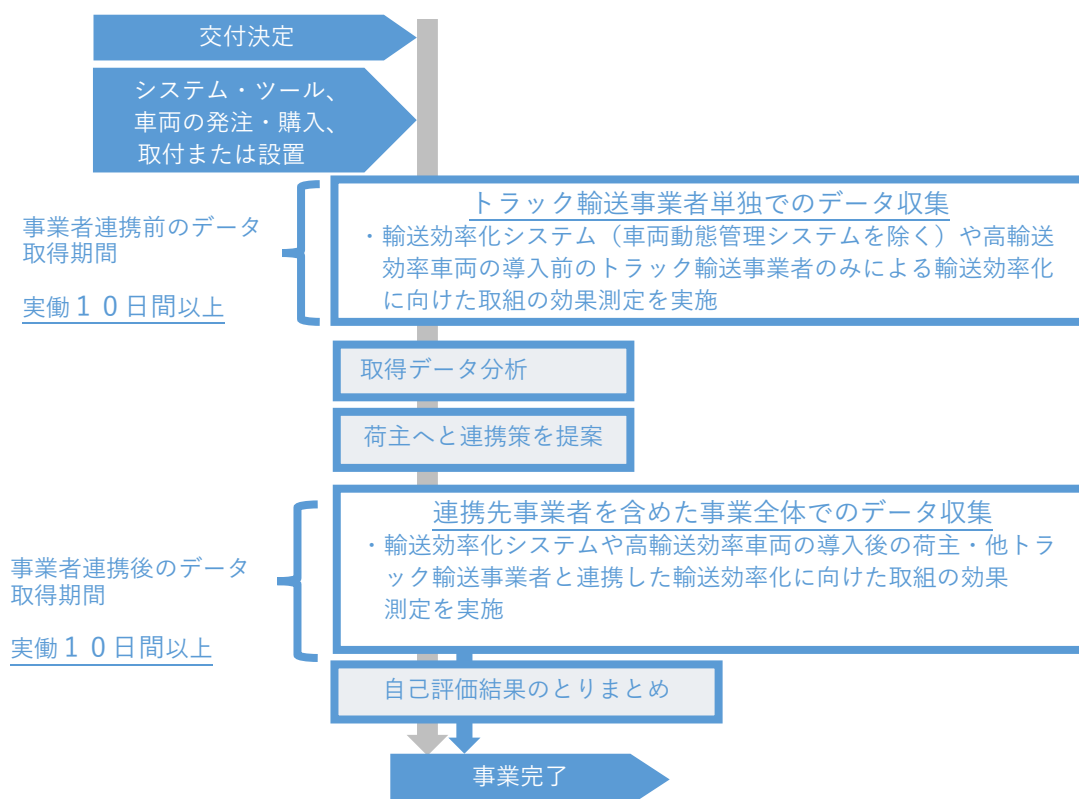 交付決定
システム・ツール、
車両の発注・購入、
取付または設置
事業者連携前のデータ
取得期間
実働１０日間以上
トラック輸送事業者単独でのデータ収集
・輸送効率化システム（車両動態管理システムを除く）や高輸送
効率車両の導入前のトラック輸送事業者のみによる輸送効率化
に向けた取組の効果測定を実施
取得データ分析
荷主へと連携策を提案
事業者連携後のデータ
取得期間
実働１０日間以上
連携先事業者を含めた事業全体でのデータ収集
・輸送効率化システムや高輸送効率車両の導入後の荷主・他トラ
ック輸送事業者と連携した輸送効率化に向けた取組の効果
測定を実施
自己評価結果のとりまとめ
事業完了